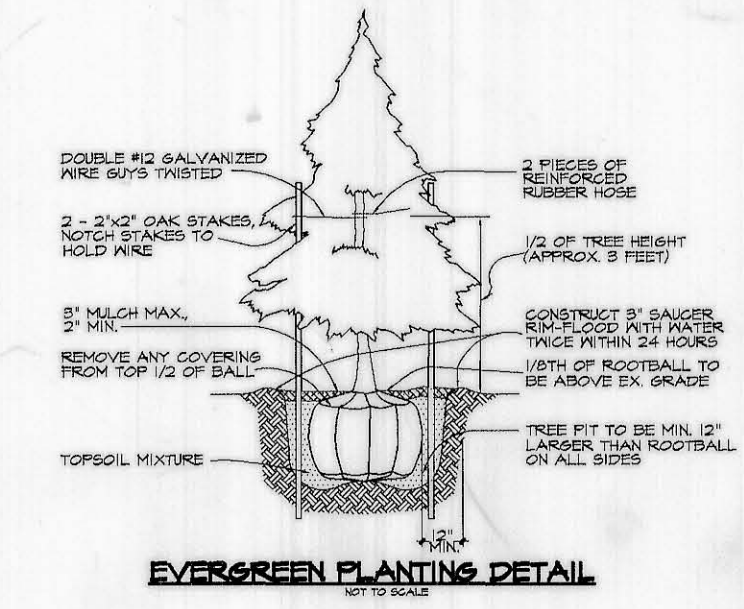 DOUBLE #12 GALVANIZED
WIRE GUYS TWISTED
2 - 2"x2" OAK STAKES,
NOTCH STAKES TO
HOLD WIRE
3" MULCH MAX.,
2" MIN.
REMOVE ANY COVERING
FROM TOP 1/2 OF BALL
TOPSOIL MIXTURE
2 PIECES OF
REINFORCED
RUBBER HOSE
1/2 OF TREE HEIGHT
(APPROX. 3 FEET)
CONSTRUCT 3" SAUCER
RIM-FLOOD WITH WATER
TWICE WITHIN 24 HOURS
1/8TH OF ROOTBALL TO
BE ABOVE EX. GRADE
TREE PIT TO BE MIN. 12"
LARGER THAN ROOTBALL
ON ALL SIDES
12"
MIN.
EVERGREEN PLANTING DETAIL
NOT TO SCALE